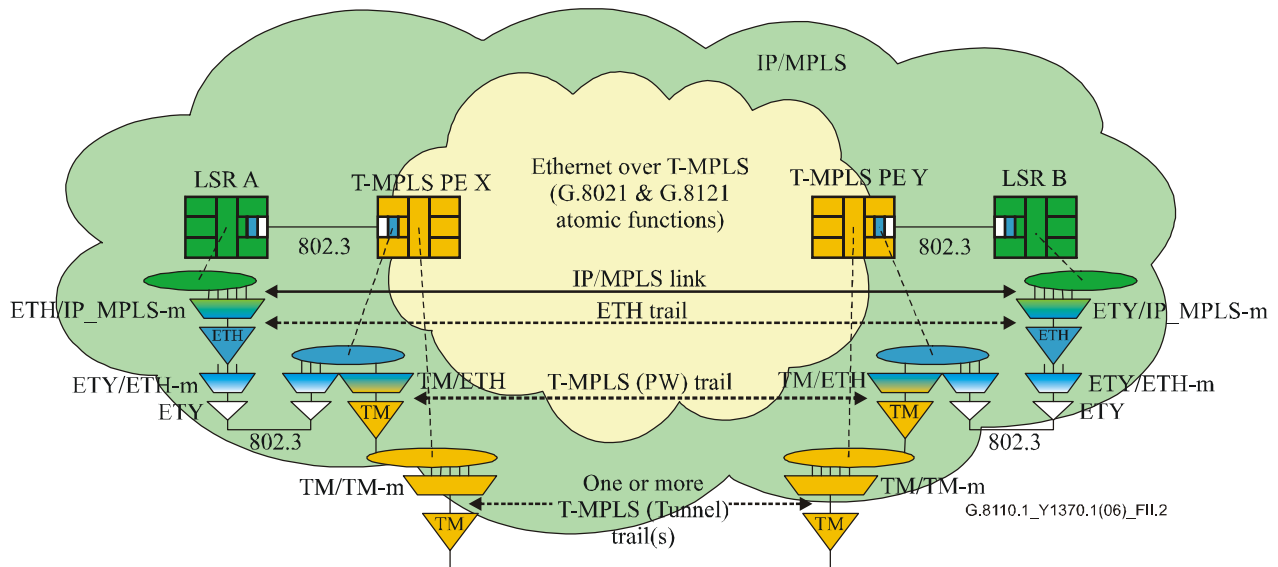 IP/MPLS
Ethernet over T-MPLS
(G.8021 & G.8121
atomic functions)
LSR A
T-MPLS PE X
T-MPLS PE Y
LSR B
802.3
802.3
IP/MPLS link
ETH/IP_MPLS-m
ETY/IP_MPLS-m
ETH trail
ETH
ETH
ETY/ETH-m
TM/ETH
T-MPLS (PW) trail
TM/ETH
ETY/ETH-m
ETY
TM
TM
ETY
802.3
802.3
TM/TM-m
One or more
T-MPLS (Tunnel)
trail(s)
TM/TM-m
G.8110.1_Y1370.1(06)_FII.2
TM
TM